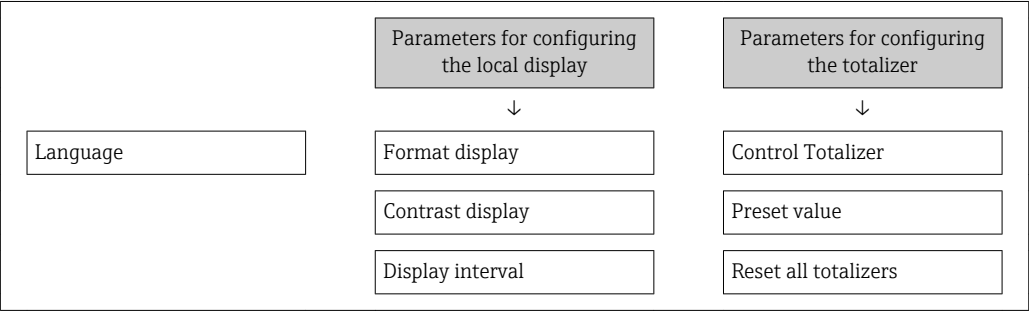 Parameters for configuring
the local display
Parameters for configuring
the totalizer
↓
↓
Language
Format display
Control Totalizer
Contrast display
Preset value
Display interval
Reset all totalizers